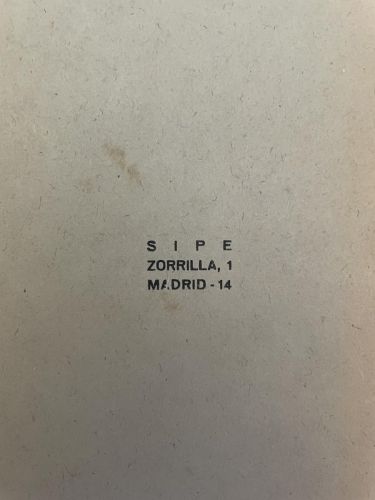 S I P E
ZORRILLA, 1
MADRID - 14